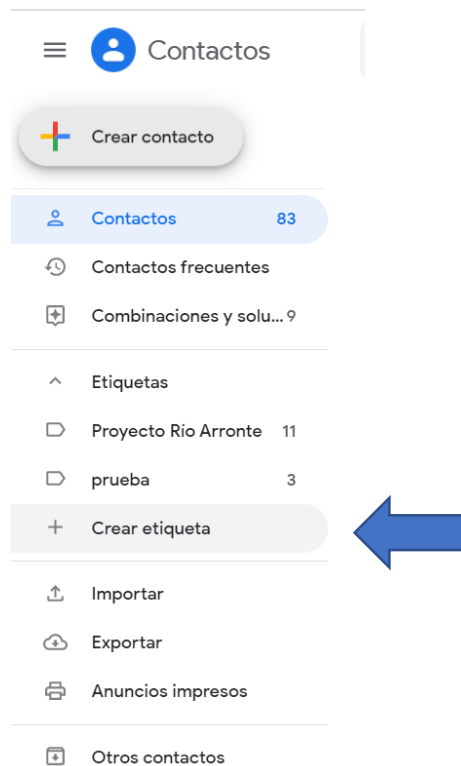 Contactos
Crear contacto
Contactos 83
Contactos frecuentes
Combinaciones y solu... 9
Etiquetas
Proyecto Río Arronte 11
prueba 3
Crear etiqueta
Importar
Exportar
Anuncios impresos
Otros contactos